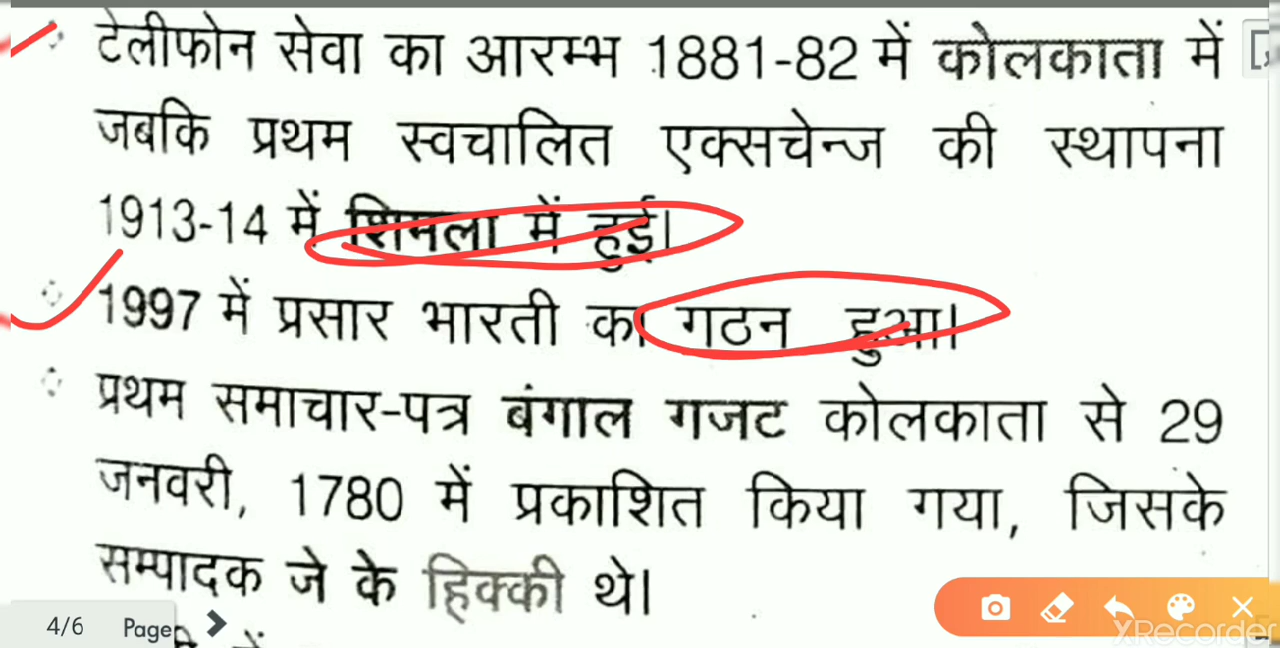 टेलीफोन सेवा का आरम्भ 1881-82 में कोलकाता में
जबकि प्रथम स्वचालित एक्सचेन्ज की स्थापना
1913-14 में शिमला में हुई।
1997 में प्रसार भारती का गठन हुआ।
प्रथम समाचार-पत्र बंगाल गजट कोलकाता से 29
जनवरी, 1780 में प्रकाशित किया गया, जिसके
सम्पादक जे के हिक्की थे।
4/6 Page
XRecorder